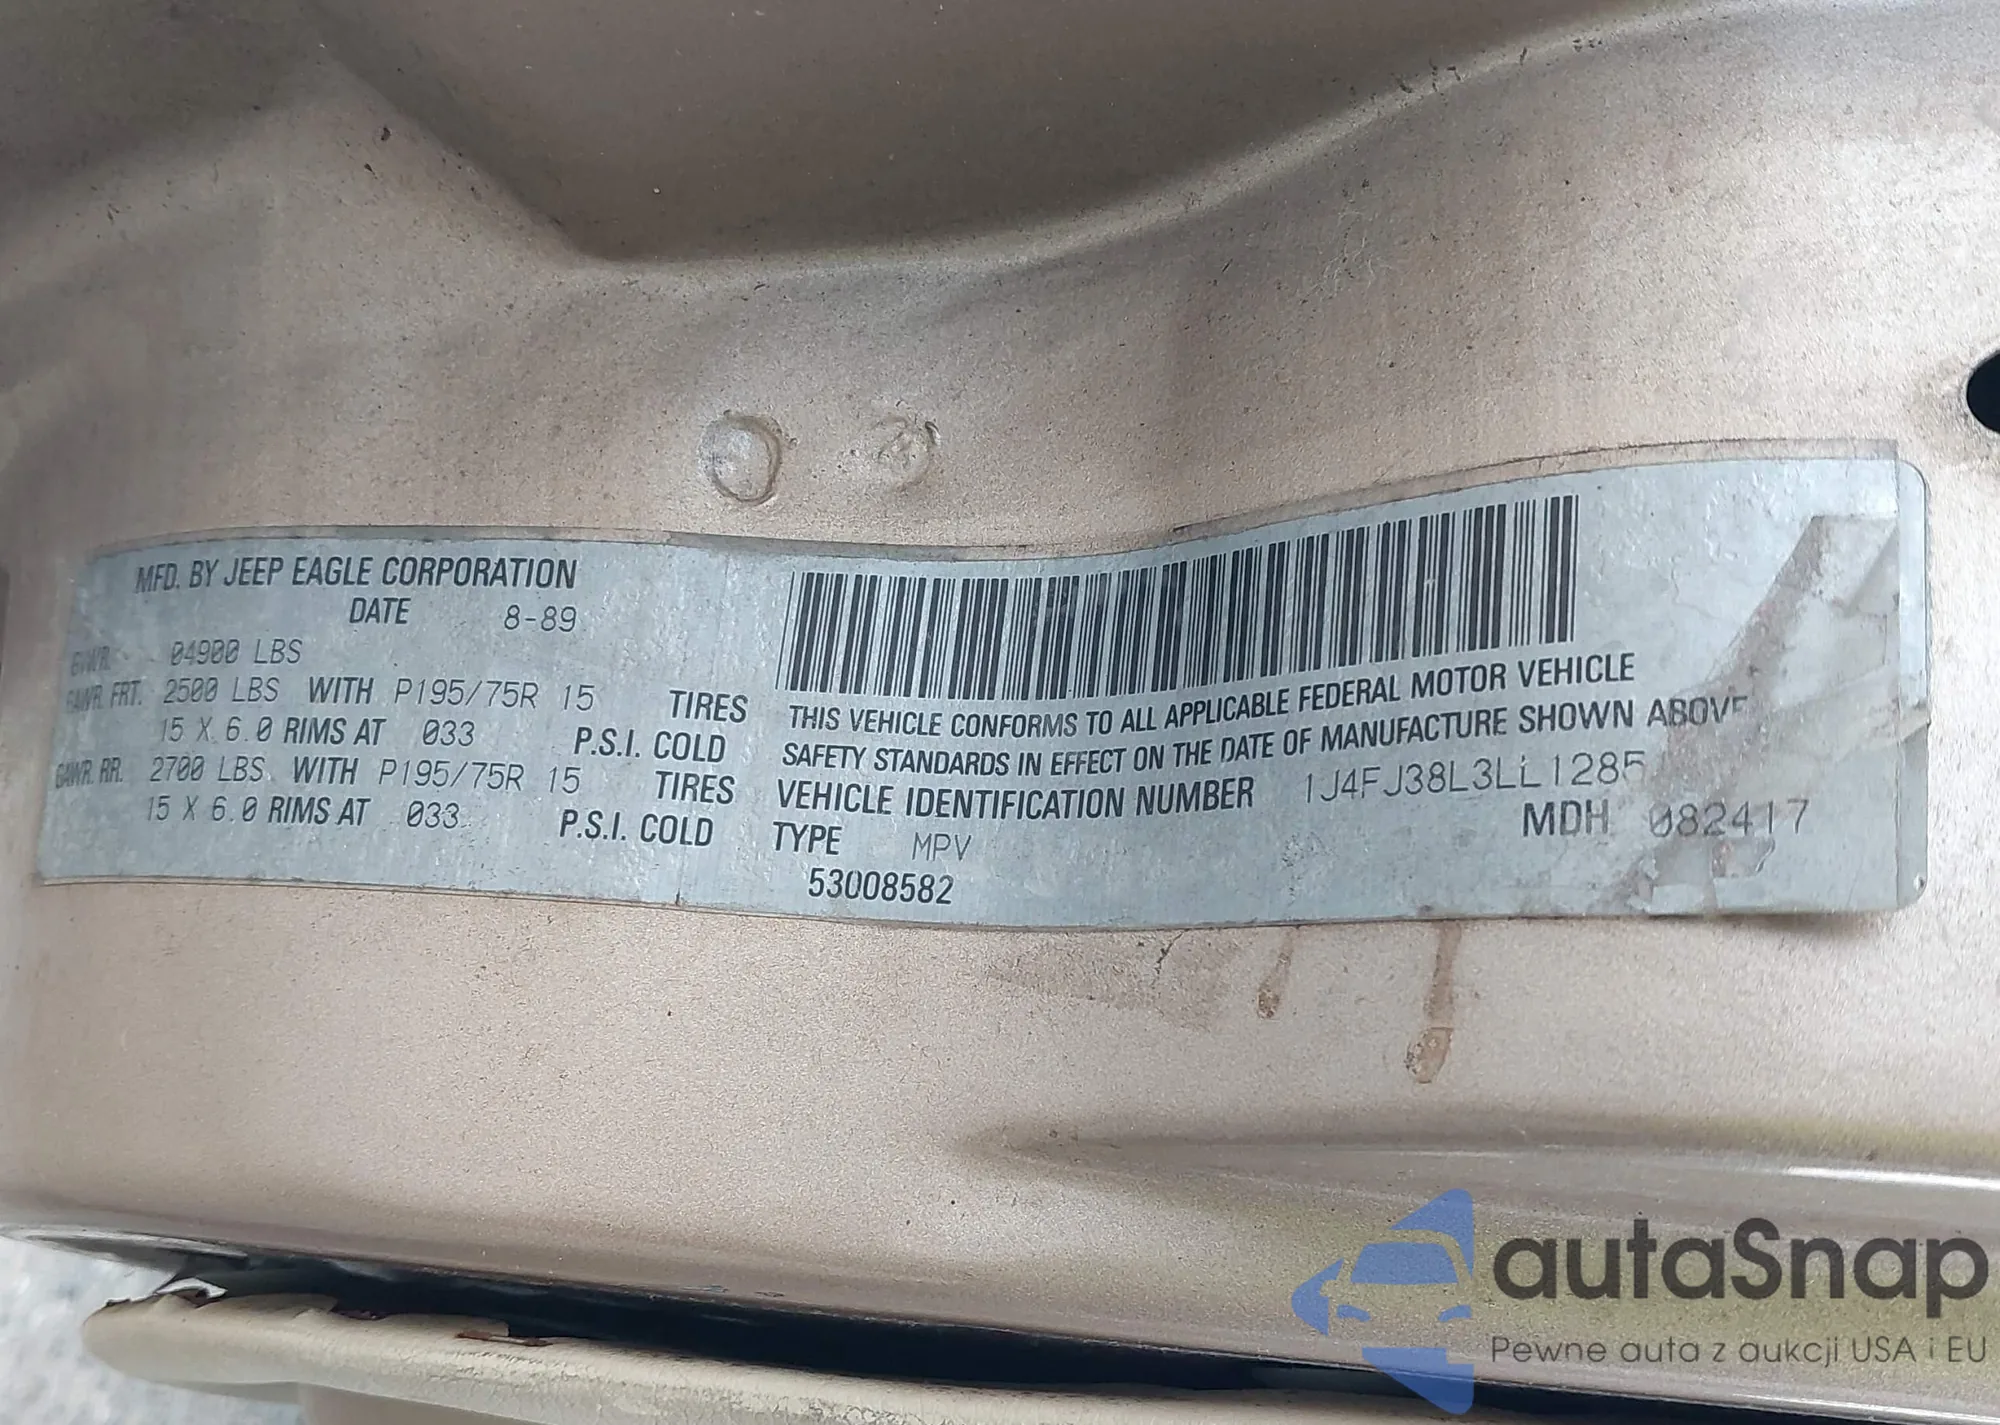 MFD. BY JEEP EAGLE CORPORATION
DATE 8-89
GVWR. 04900 LBS
GAWR. FRT. 2500 LBS WITH P195/75R 15 TIRES
15 X 6.0 RIMS AT 033 P.S.I. COLD
GAWR. RR. 2700 LBS WITH P195/75R 15 TIRES
15 X 6.0 RIMS AT 033 P.S.I. COLD
THIS VEHICLE CONFORMS TO ALL APPLICABLE FEDERAL MOTOR VEHICLE
SAFETY STANDARDS IN EFFECT ON THE DATE OF MANUFACTURE SHOWN ABOVE
VEHICLE IDENTIFICATION NUMBER 1J4FJ38L3LL1285
TYPE MPV MDH 082417
53008582
autaSnap
Pewne auta z aukcji USA i EU